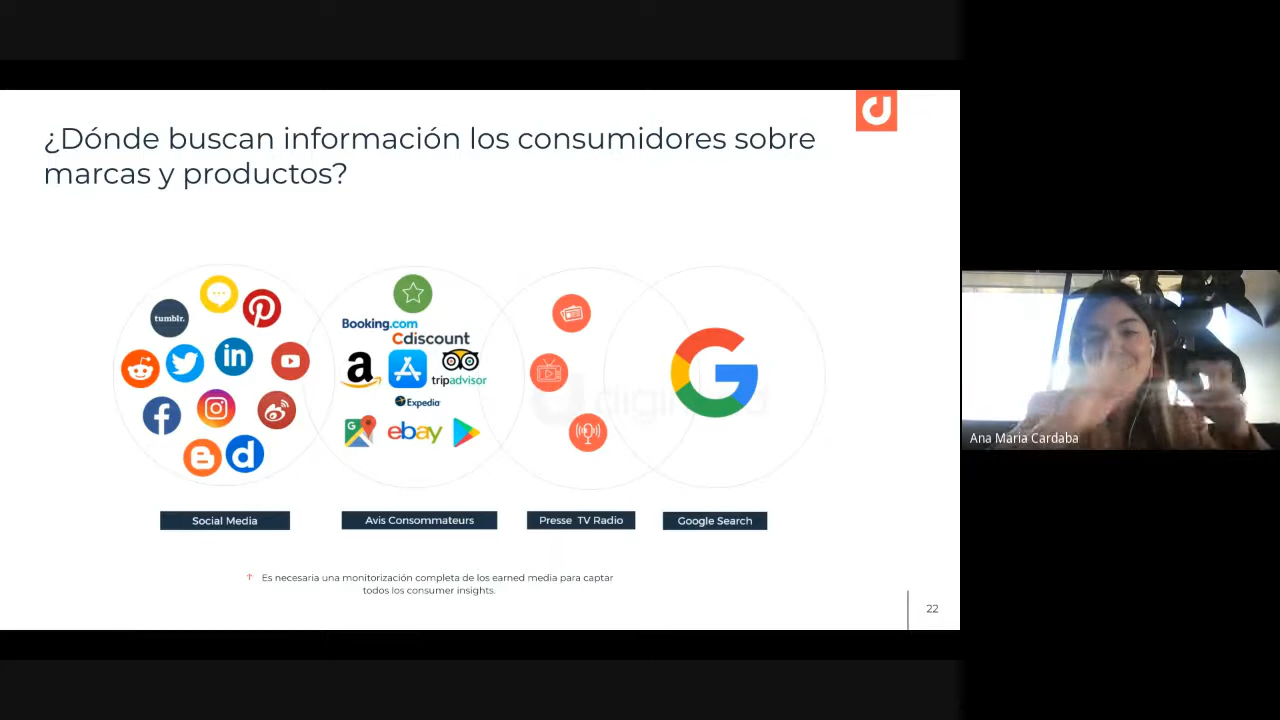 ¿Dónde buscan información los consumidores sobre
marcas y productos?
tumblr.
in
Booking.com
Cdiscount
a
tripadvisor
Expedia
G
ebay
d
G
Social Media
Avis Consommateurs
Presse TV Radio
Google Search
Es necesaria una monitorización completa de los earned media para captar
todos los consumer insights.
22
Ana María Cardaba